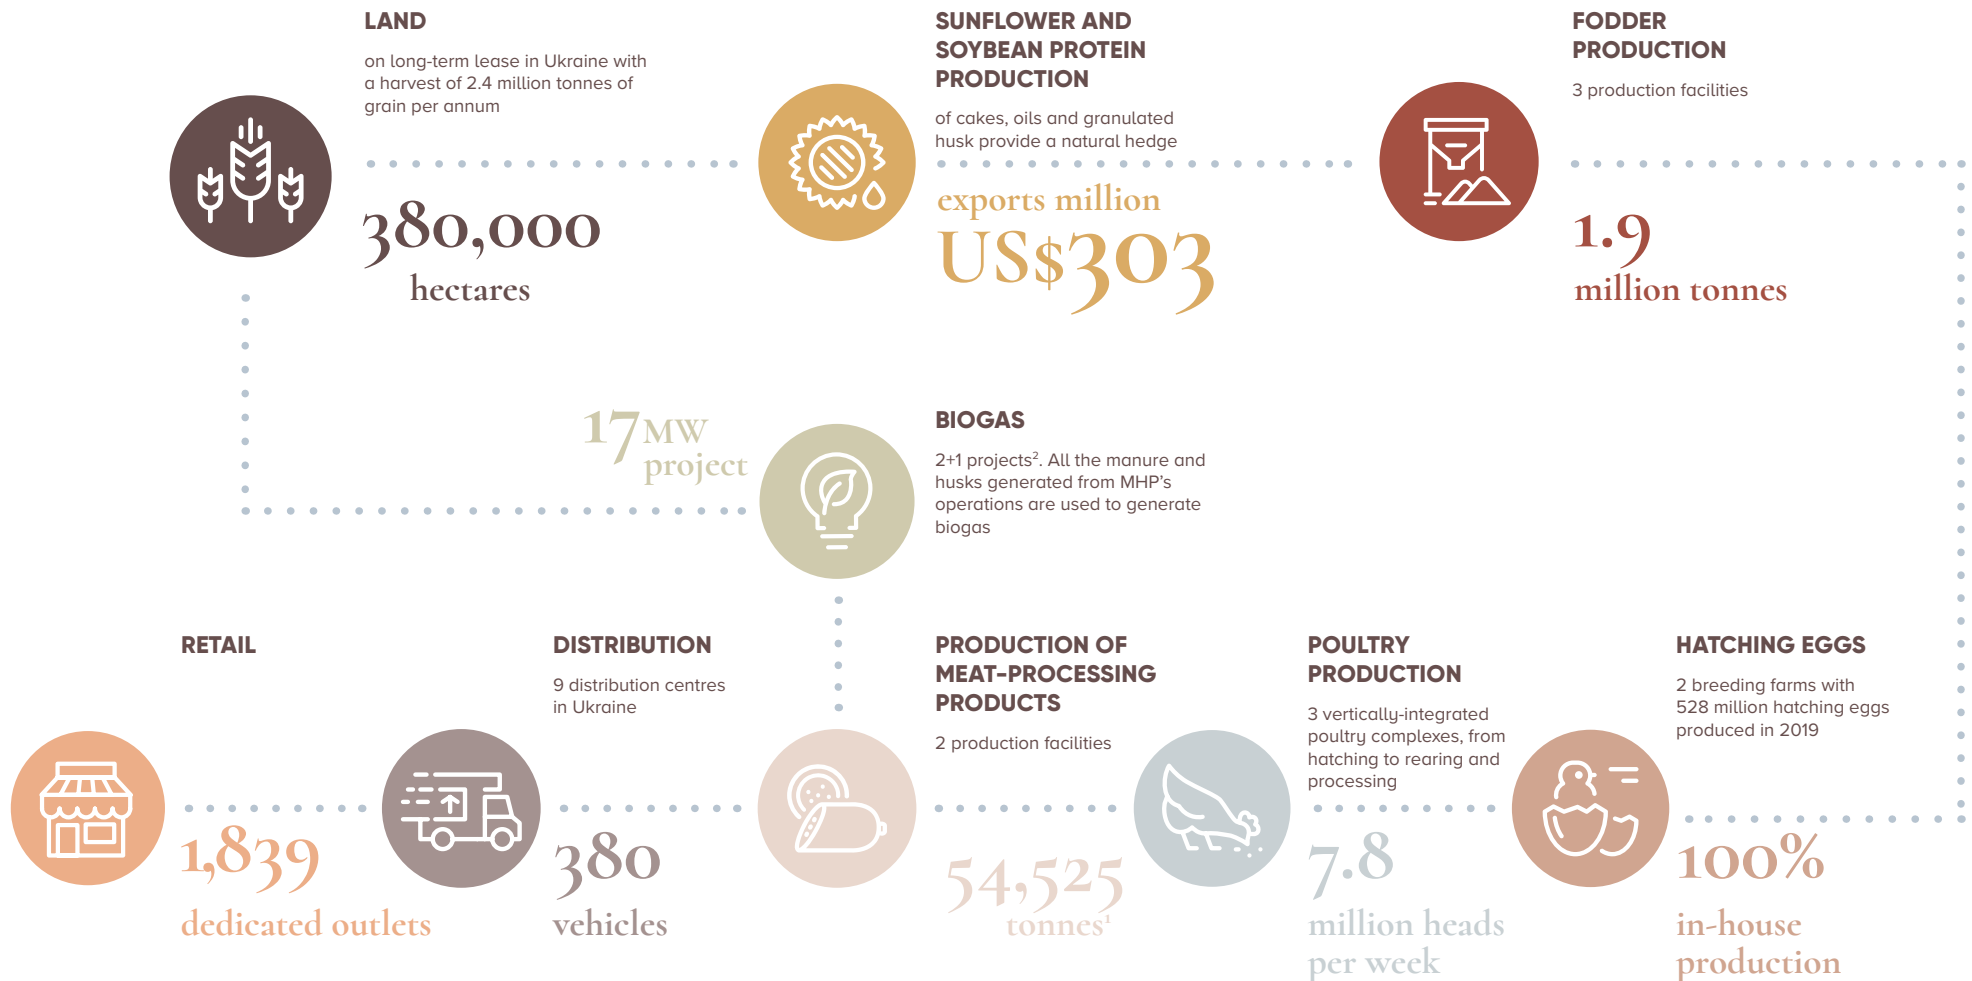 LAND
on long-term lease in Ukraine with
a harvest of 2.4 million tonnes of
grain per annum
380,000
hectares
SUNFLOWER AND
SOYBEAN PROTEIN
PRODUCTION
of cakes, oils and granulated
husk provide a natural hedge
exports million
US$303
FODDER
PRODUCTION
3 production facilities
1.9
million tonnes
17MW
project
BIOGAS
2+1 projects². All the manure and
husks generated from MHP’s
operations are used to generate
biogas
RETAIL
1,839
dedicated outlets
DISTRIBUTION
9 distribution centres
in Ukraine
380
vehicles
PRODUCTION OF
MEAT-PROCESSING
PRODUCTS
2 production facilities
54,525
tonnes¹
POULTRY
PRODUCTION
3 vertically-integrated
poultry complexes, from
hatching to rearing and
processing
7.8
million heads
per week
HATCHING EGGS
2 breeding farms with
528 million hatching eggs
produced in 2019
100%
in-house
production